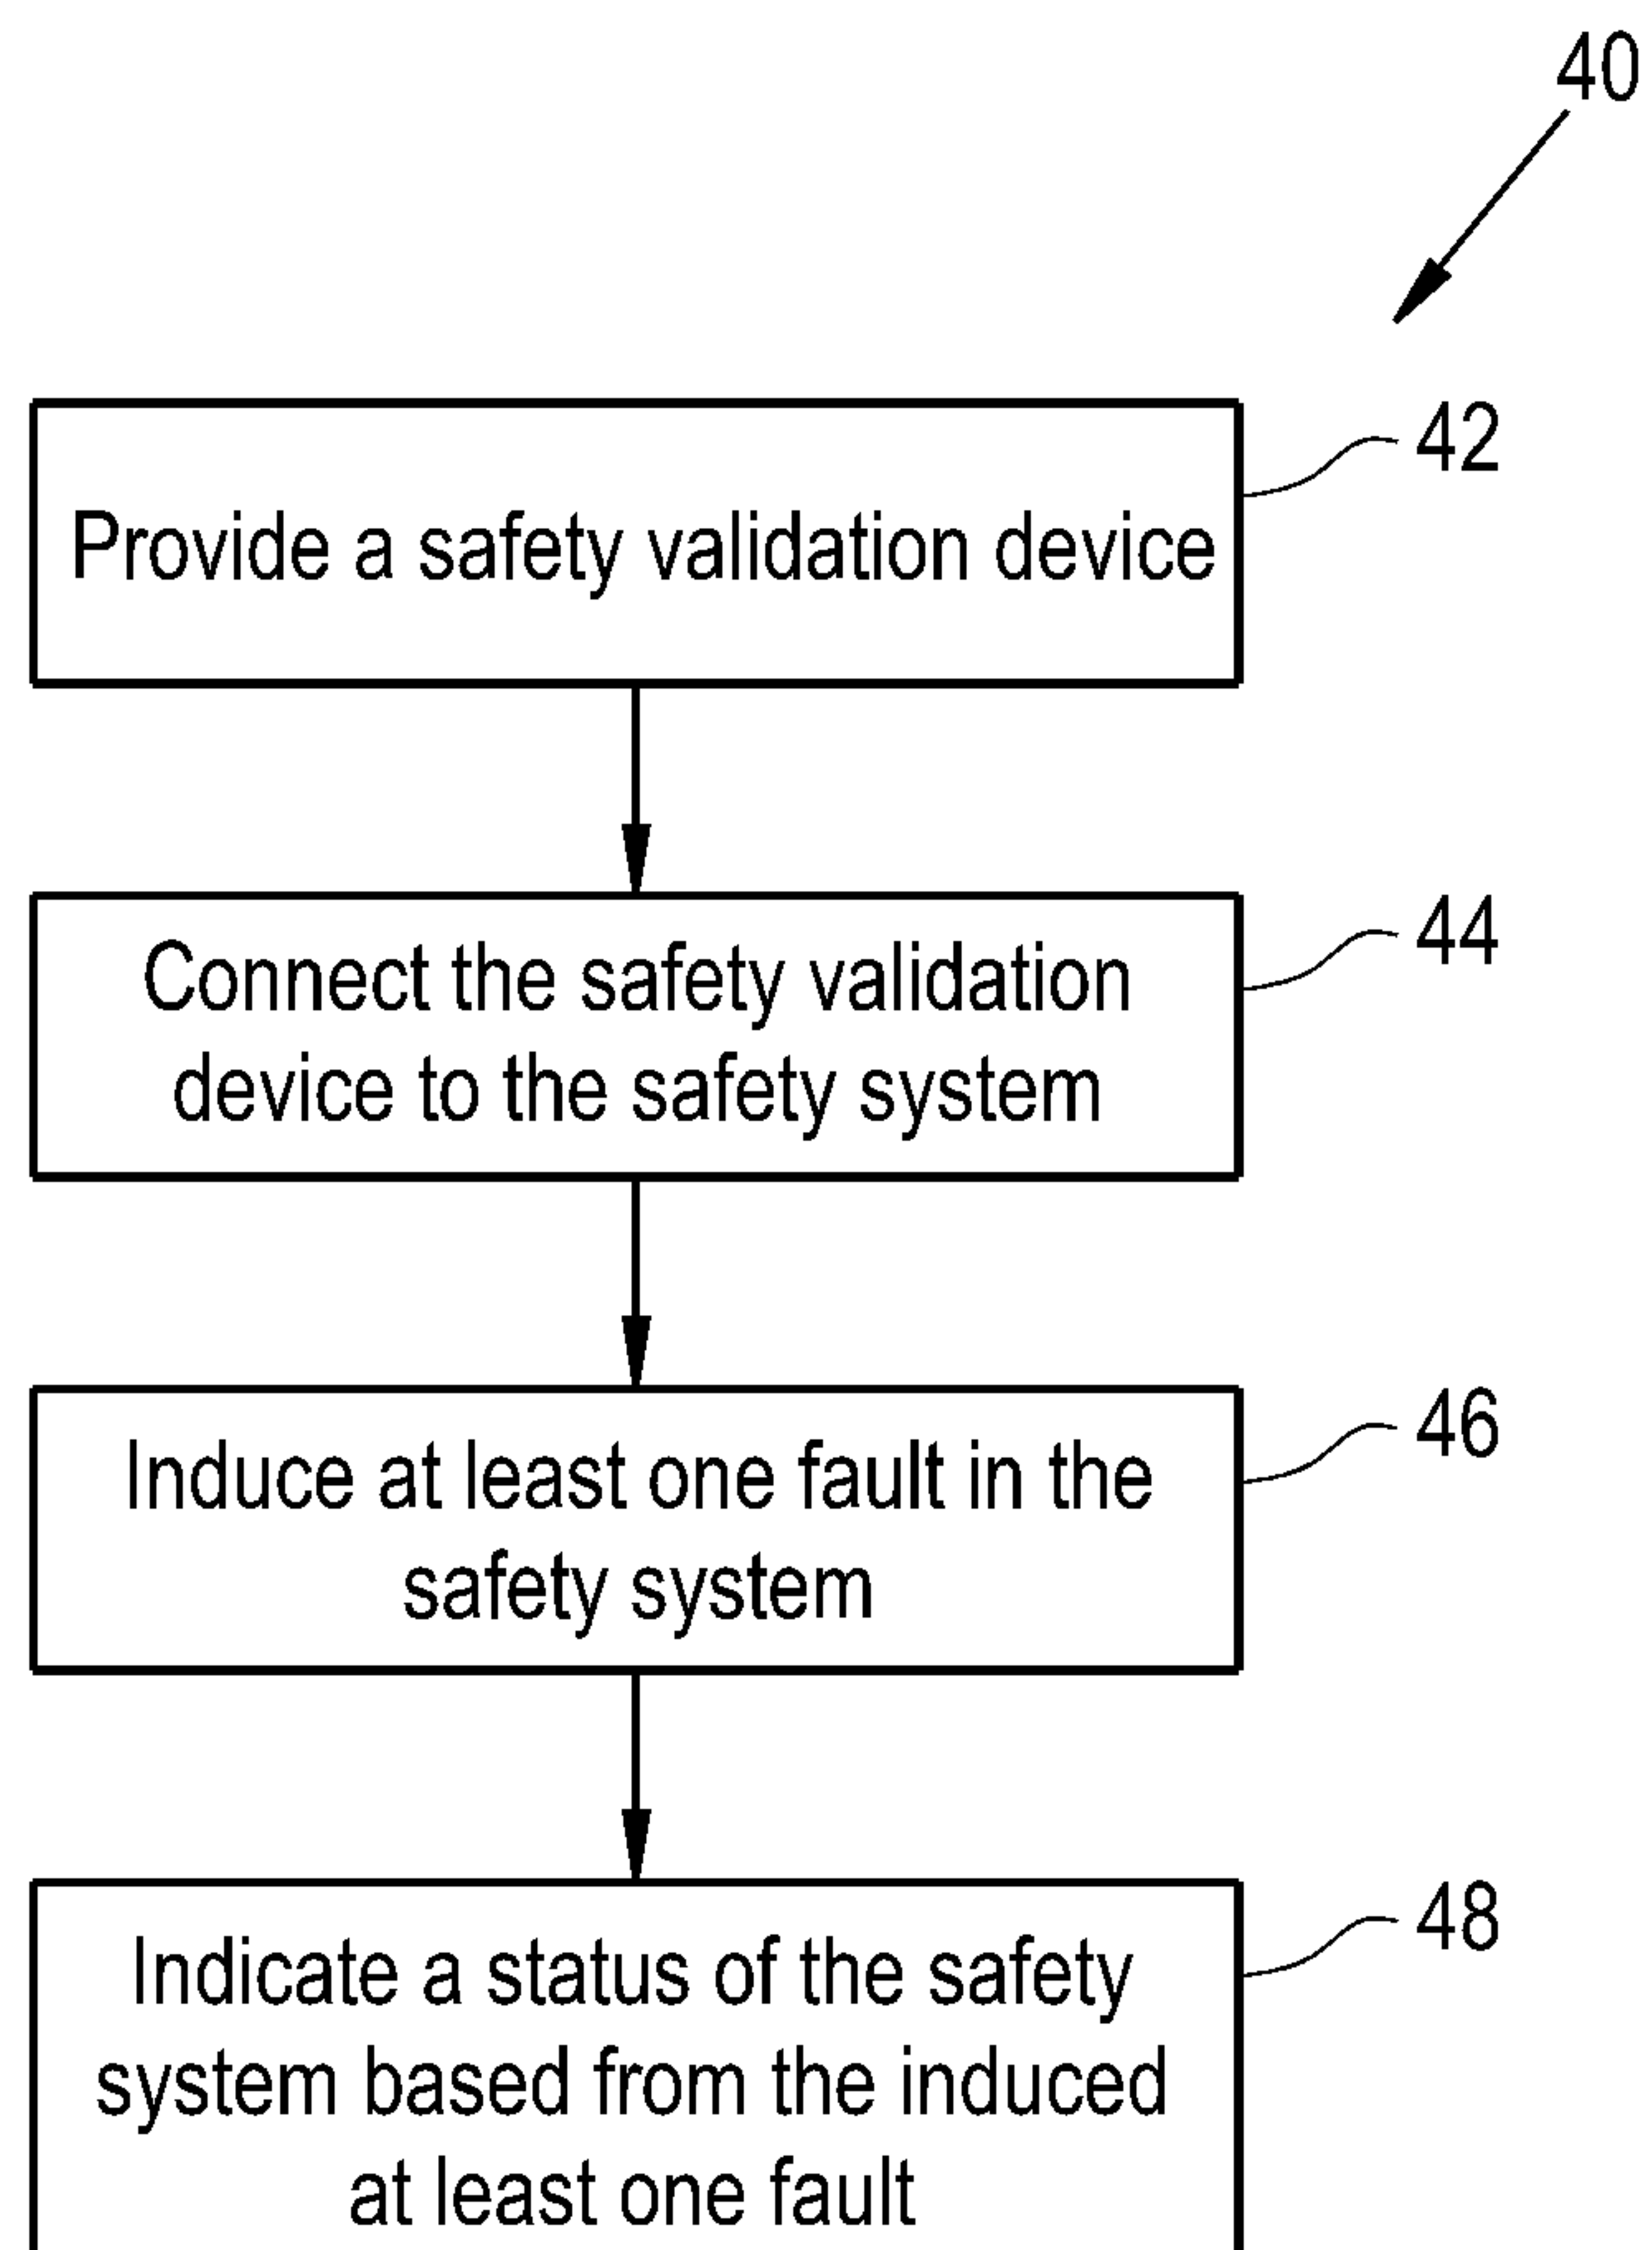 40
42
Provide a safety validation device
44
Connect the safety validation
device to the safety system
46
Induce at least one fault in the
safety system
48
Indicate a status of the safety
system based from the induced
at least one fault